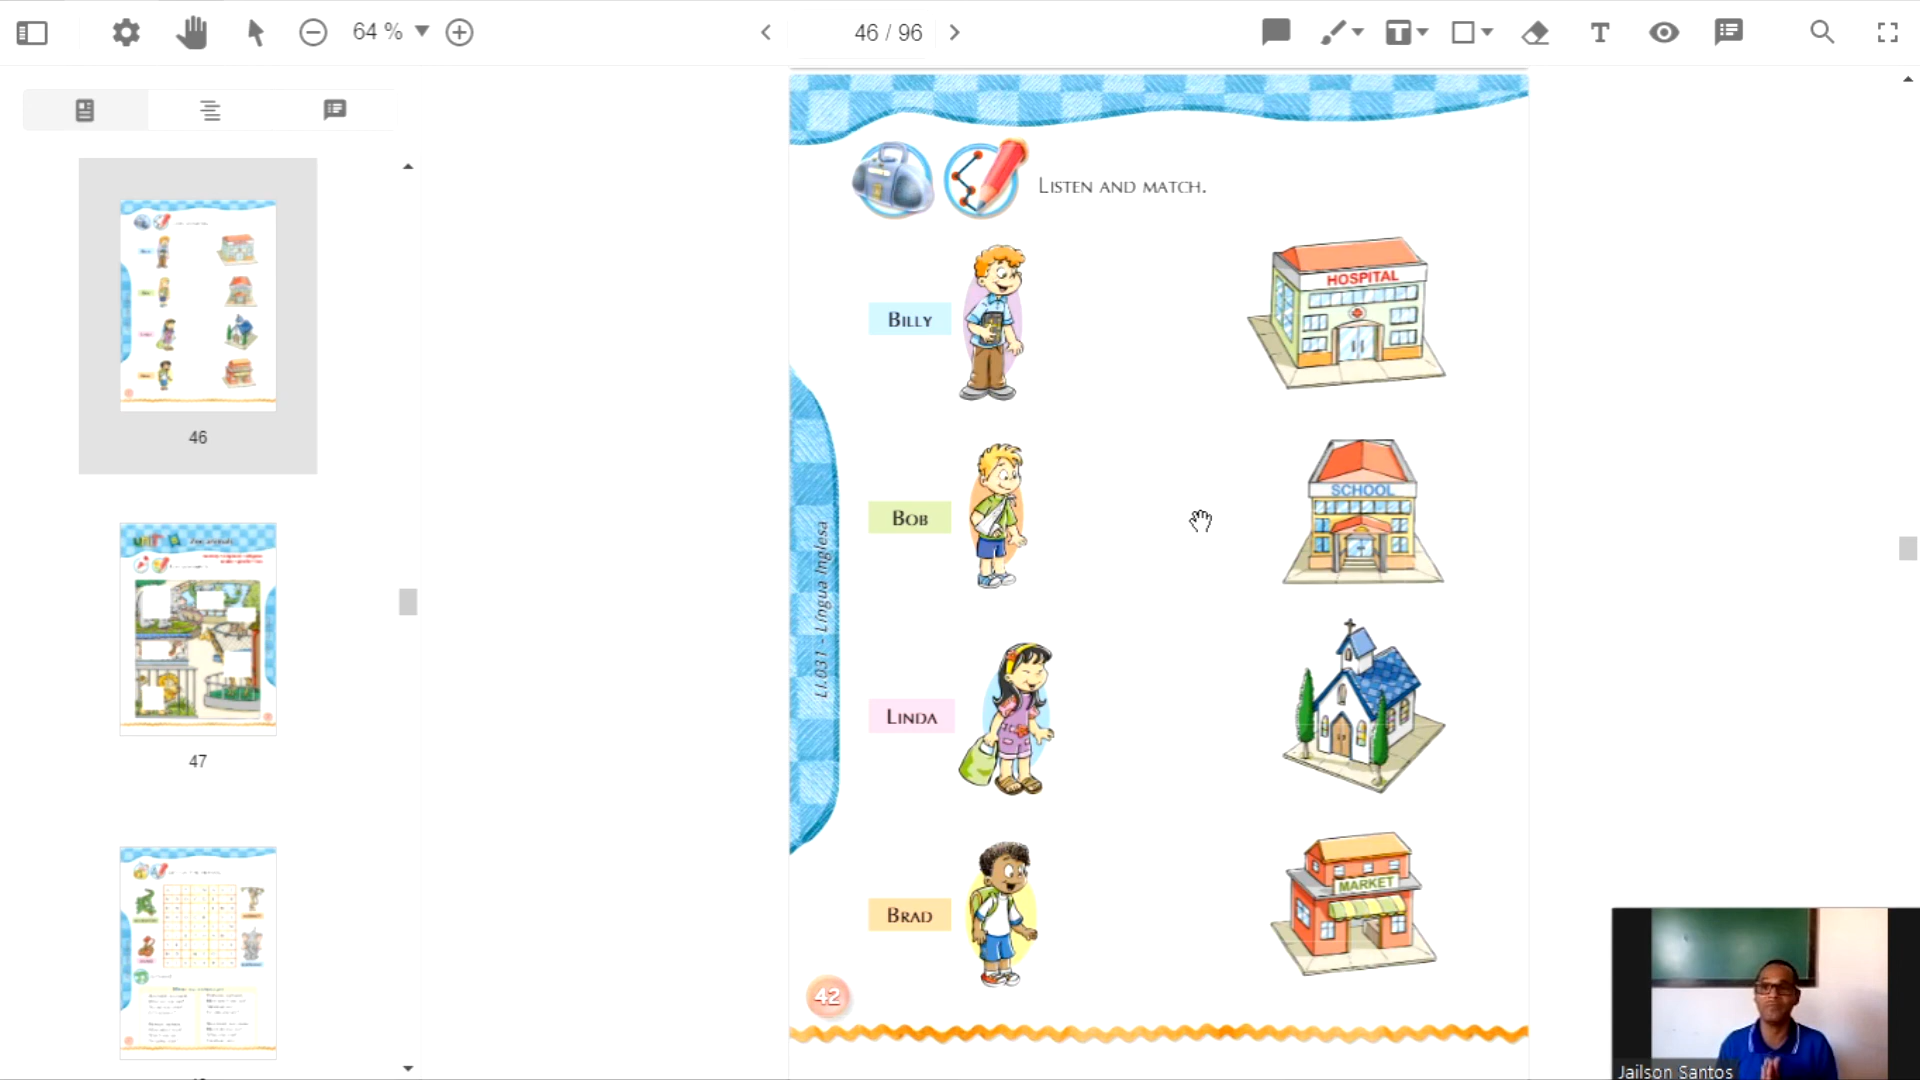 64 %
46 / 96
46
47
LISTEN AND MATCH.
BILLY
HOSPITAL
BOB
SCHOOL
LI.031 - Língua Inglesa
LINDA
BRAD
MARKET
42
Jailson Santos